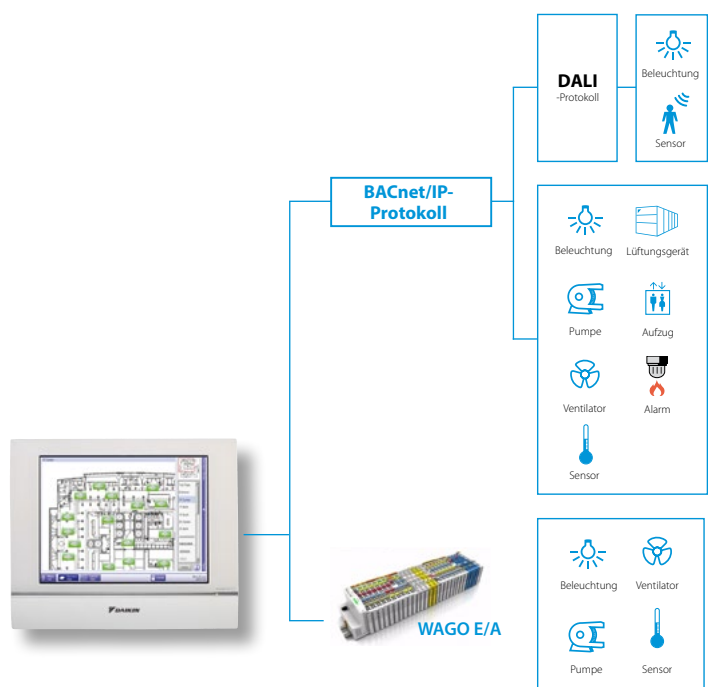 DALI
-Protokoll
Beleuchtung
Sensor
BACnet/IP-
Protokoll
Beleuchtung
Lüftungsgerät
Pumpe
Aufzug
Ventilator
Alarm
Sensor
DAIKIN
WAGO E/A
Beleuchtung
Ventilator
Pumpe
Sensor